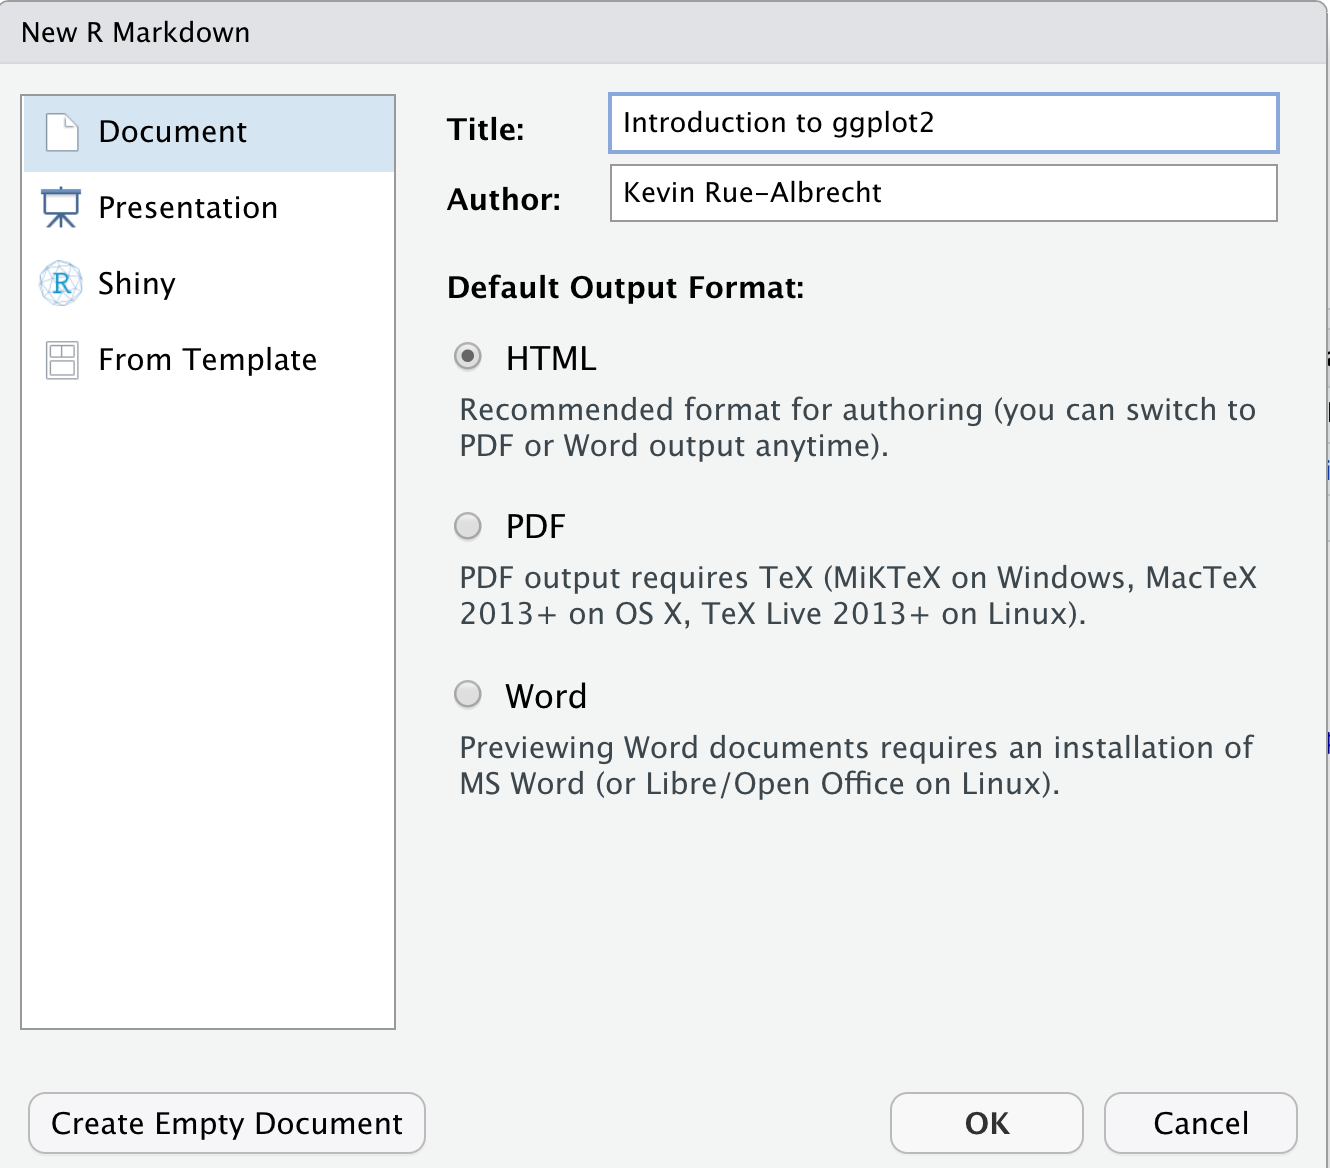 New R Markdown
Document
Presentation
Shiny
From Template
Title:
Introduction to ggplot2
Author:
Kevin Rue-Albrecht
Default Output Format:
HTML
Recommended format for authoring (you can switch to
PDF or Word output anytime).
PDF
PDF output requires TeX (MiKTeX on Windows, MacTeX
2013+ on OS X, TeX Live 2013+ on Linux).
Word
Previewing Word documents requires an installation of
MS Word (or Libre/Open Office on Linux).
Create Empty Document
OK
Cancel